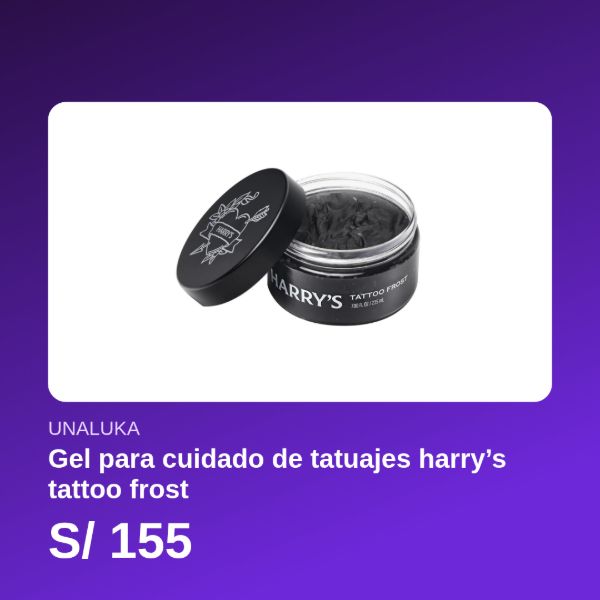 HARRY'S
HARRY'S TATTOO FROST
UNALUKA
Gel para cuidado de tatuajes harry’s
tattoo frost
S/ 155